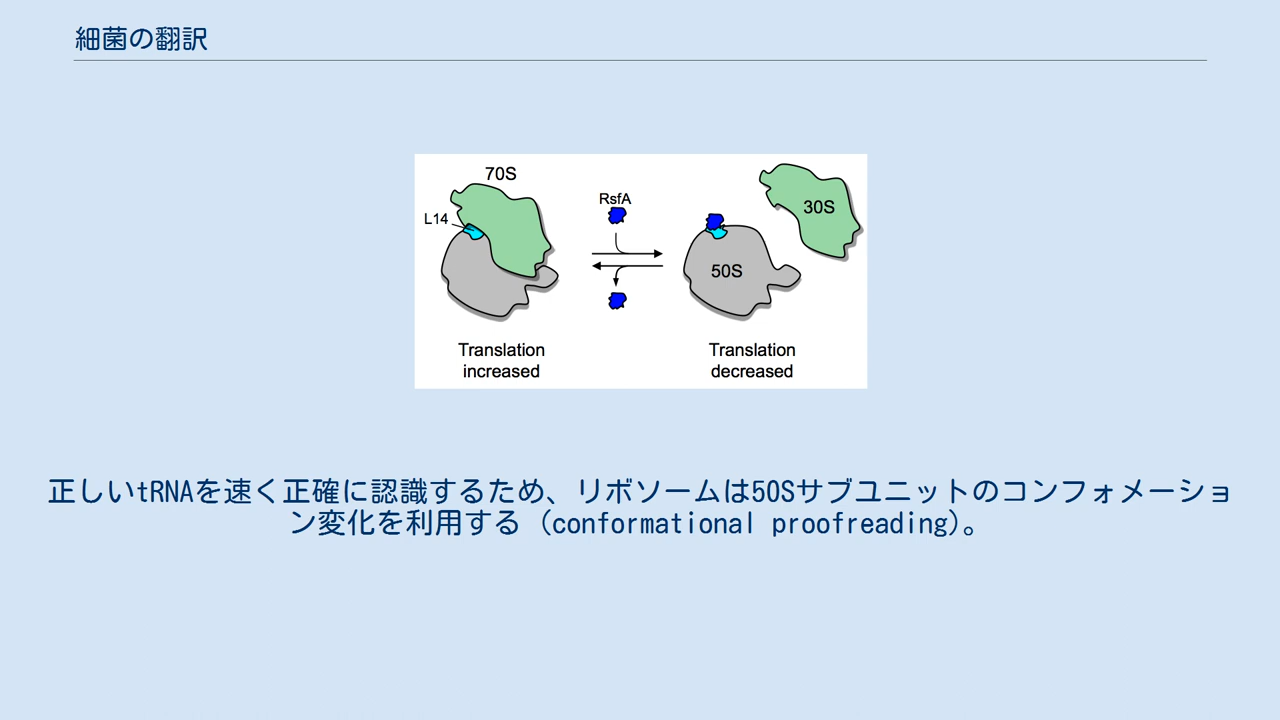 細菌の翻訳
70S
RsfA
30S
L14
50S
Translation
increased
Translation
decreased
正しいtRNAを速く正確に認識するため、リボソームは50Sサブユニットのコンフォメーショ
ン変化を利用する (conformational proofreading)。